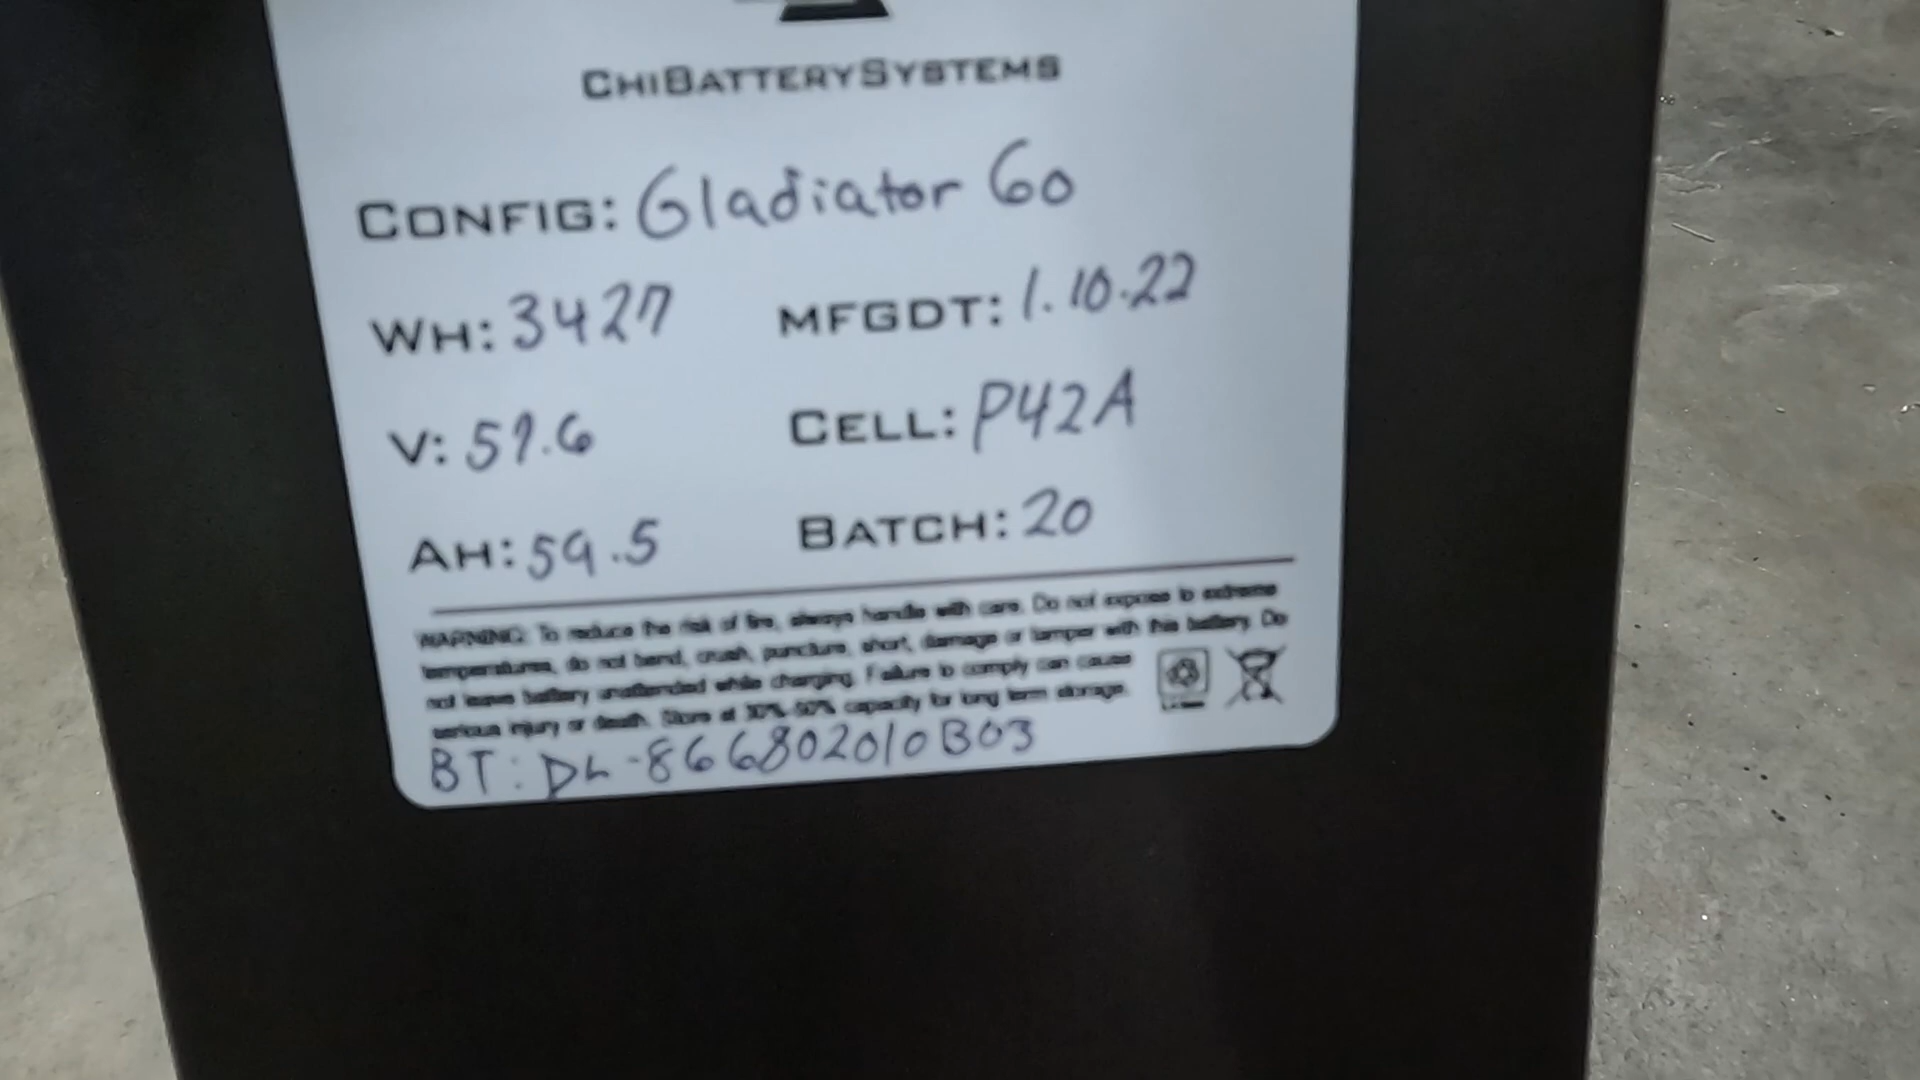 CHIBATTERYSYSTEMS
CONFIG: Gladiator 60
WH: 3427 MFGDT: 1.10.22
V: 57.6 CELL: P42A
AH: 59.5 BATCH: 20
WARNING: To reduce the risk of fire, always handle with care. Do not expose to extreme
temperatures, do not bend, crush, puncture, short, damage or tamper with this battery. Do
not leave battery unattended while charging. Failure to comply can cause
serious injury or death. Store at 30%-50% capacity for long term storage.
BT: DL-866802010B03